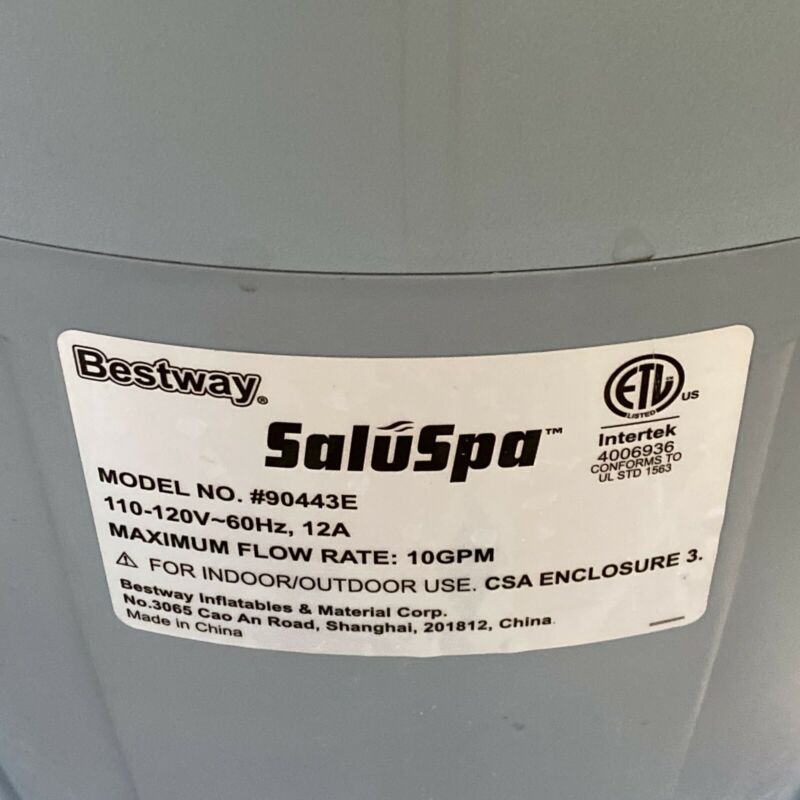 Bestway®
SaluSpa™
ETL US
LISTED
Intertek
4006936
CONFORMS TO
UL STD 1563
MODEL NO. #90443E
110-120V~60Hz, 12A
MAXIMUM FLOW RATE: 10GPM
⚠ FOR INDOOR/OUTDOOR USE. CSA ENCLOSURE 3.
Bestway Inflatables & Material Corp.
No.3065 Cao An Road, Shanghai, 201812, China.
Made in China